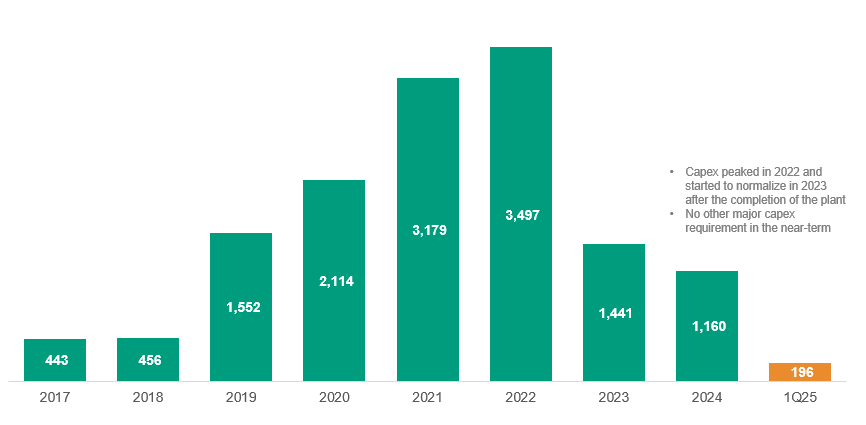 • Capex peaked in 2022 and
started to normalize in 2023
after the completion of the plant
• No other major capex
requirement in the near-term
443
456
1,552
2,114
3,179
3,497
1,441
1,160
196
2017
2018
2019
2020
2021
2022
2023
2024
1Q25